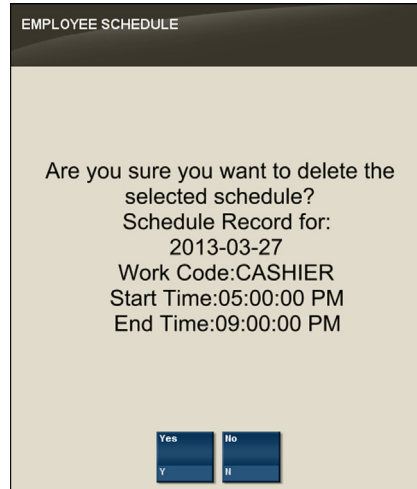 EMPLOYEE SCHEDULE
Are you sure you want to delete the
selected schedule?
Schedule Record for:
2013-03-27
Work Code:CASHIER
Start Time:05:00:00 PM
End Time:09:00:00 PM
Yes No
Y N